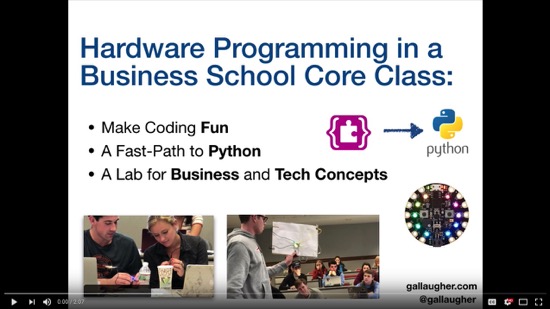 Hardware Programming in a
Business School Core Class:
• Make Coding Fun
• A Fast-Path to Python
• A Lab for Business and Tech Concepts
python
gallaugher.com
@gallaugher
0:00 / 2:07